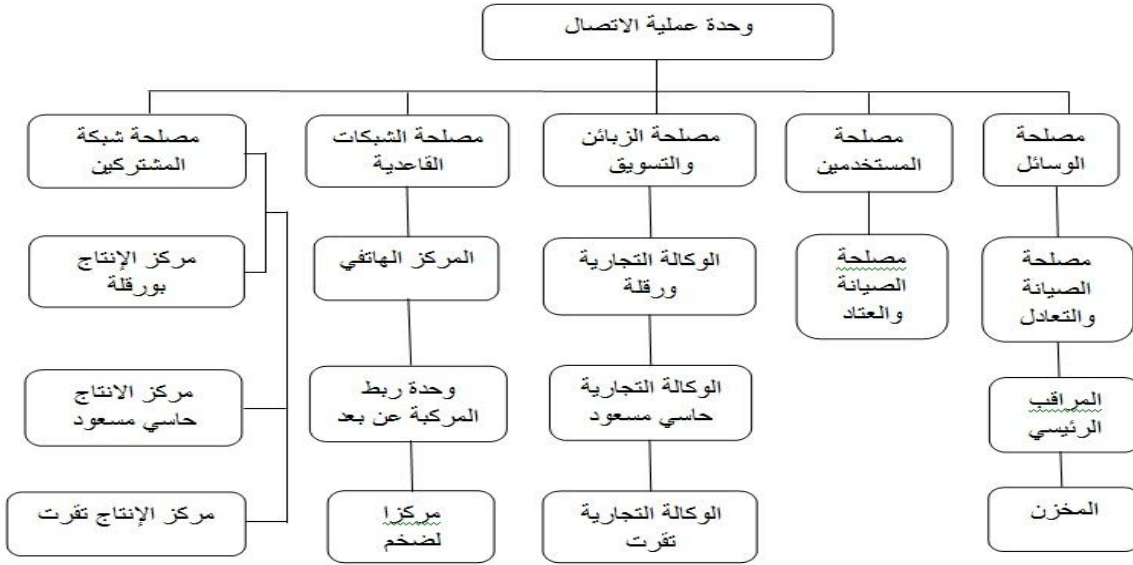 وحدة عملية الاتصال
مصلحة
الوسائل
مصلحة
المستخدمين
مصلحة الزبائن
والتسويق
مصلحة الشبكات
القاعدية
مصلحة شبكة
المشتركين
مصلحة
الصيانة
والتعادل
مصلحة
الصيانة
والعتاد
الوكالة التجارية
ورقلة
المركز الهاتفي
مركز الإنتاج
بورقلة
المراقب
الرئيسي
الوكالة التجارية
حاسي مسعود
وحدة ربط
المركبة عن بعد
مركز الانتاج
حاسي مسعود
المخزن
الوكالة التجارية
تقرت
مركزا
لضخم
مركز الإنتاج تقرت